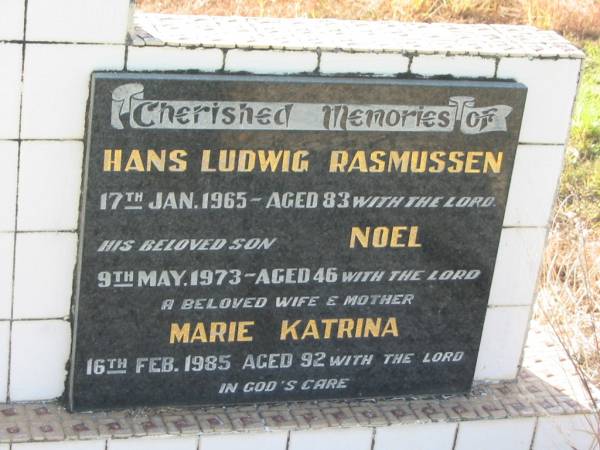 Cherished Memories of
HANS LUDWIG RASMUSSEN
17TH JAN. 1965 - AGED 83 WITH THE LORD.
HIS BELOVED SON NOEL
9TH MAY. 1973 - AGED 46 WITH THE LORD
A BELOVED WIFE & MOTHER
MARIE KATRINA
16TH FEB. 1985 AGED 92 WITH THE LORD
IN GOD'S CARE